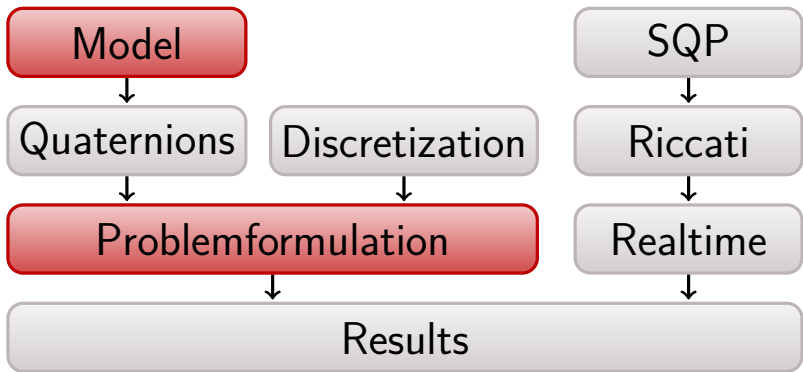 Model
SQP
Quaternions
Discretization
Riccati
Problemformulation
Realtime
Results